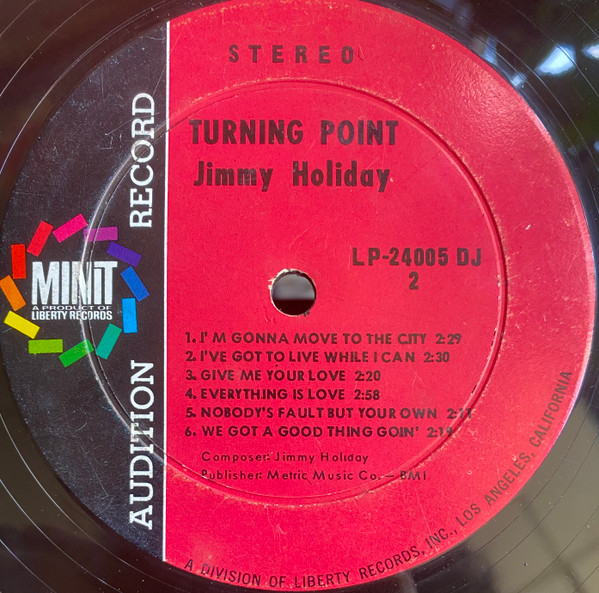 STEREO
TURNING POINT
Jimmy Holiday
LP-24005 DJ
2
1. I'M GONNA MOVE TO THE CITY 2:29
2. I'VE GOT TO LIVE WHILE I CAN 2:30
3. GIVE ME YOUR LOVE 2:20
4. EVERYTHING IS LOVE 2:58
5. NOBODY'S FAULT BUT YOUR OWN
6. WE GOT A GOOD THING GOIN' 2:19
Composer: Jimmy Holiday
Publisher: Metric Music Co. — BMI
AUDITION RECORD
MINIT
A PRODUCT OF
LIBERTY RECORDS
A DIVISION OF LIBERTY RECORDS, INC., LOS ANGELES, CALIFORNIA